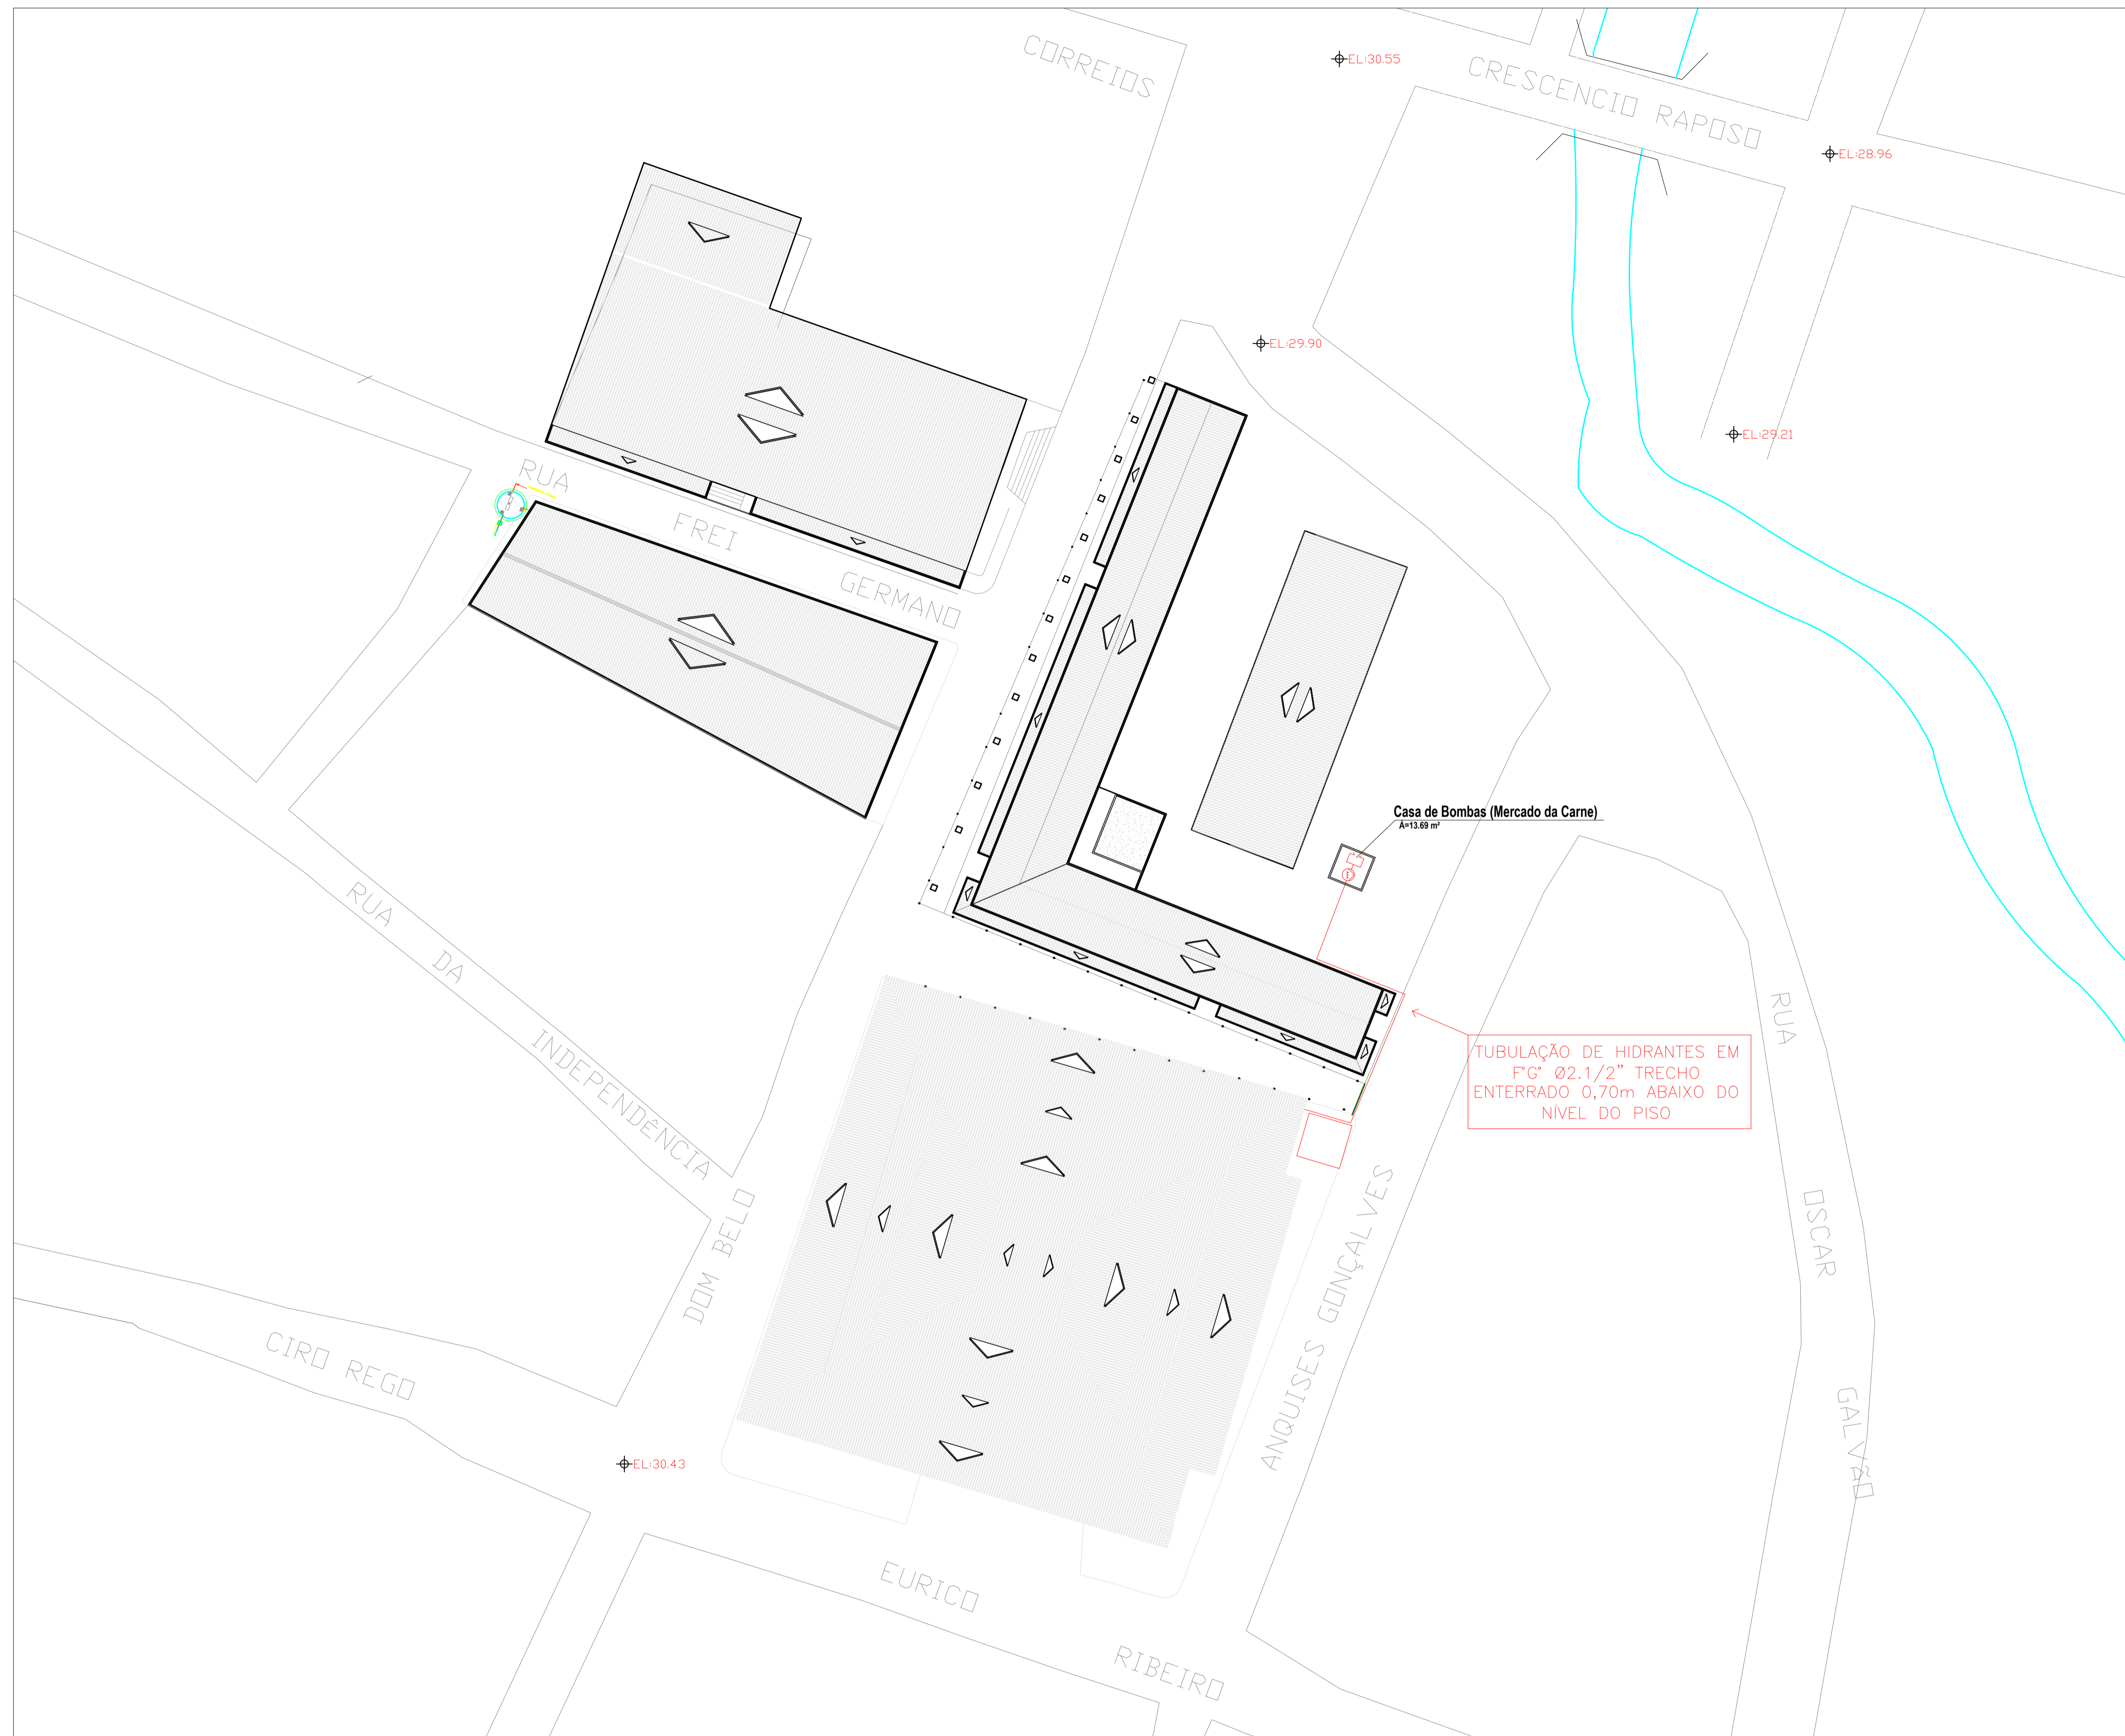 CORREIOS
EL:30.55
CRESCENCIO RAPOSO
EL:28.96
EL:29.90
EL:29.21
RUA FREI GERMANO
Casa de Bombas (Mercado da Carne)
A=13.69 m²
RUA DA INDEPENDÊNCIA
TUBULAÇÃO DE HIDRANTES EM
F°G° Ø2.1/2" TRECHO
ENTERRADO 0,70m ABAIXO DO
NÍVEL DO PISO
RUA OSCAR GALVÃO
DOM BELO
ANQUISES GONÇALVES
CIRO REGO
EL:30.43
EURICO RIBEIRO